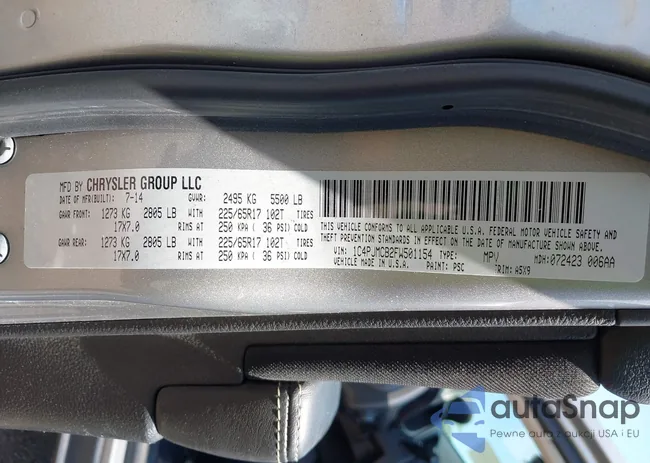 MFD BY CHRYSLER GROUP LLC
DATE OF MFR(BUILT): 7-14 GVWR: 2495 KG 5500 LB
GAWR FRONT: 1273 KG 2805 LB WITH 225/65R17 102T TIRES
17X7.0 RIMS AT 250 KPA( 36 PSI) COLD
GAWR REAR: 1273 KG 2805 LB WITH 225/65R17 102T TIRES
17X7.0 RIMS AT 250 KPA( 36 PSI) COLD
THIS VEHICLE CONFORMS TO ALL APPLICABLE U.S.A. FEDERAL MOTOR VEHICLE SAFETY AND
THEFT PREVENTION STANDARDS IN EFFECT ON THE DATE OF MANUFACTURE SHOWN ABOVE.
VIN: 1C4PJMCB2FW501154 TYPE: MPV MDH:072423 006AA
VEHICLE MADE IN U.S.A. PAINT: PSC TRIM: A5X9
autoSnap
Pewne auta z aukcji USA i EU